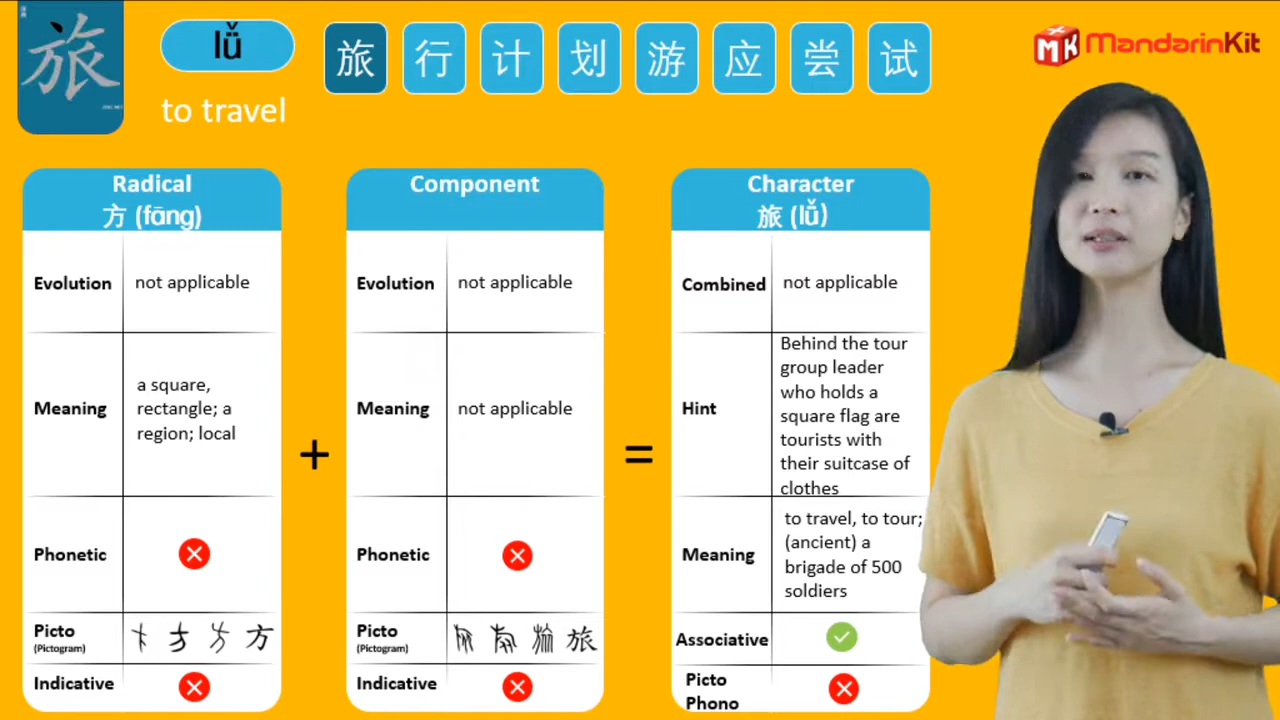 旅
lǚ
to travel
旅 行 计 划 游 应 尝 试
MandarinKit
Radical
方 (fāng)
Evolution
not applicable
Meaning
a square,
rectangle; a
region; local
Phonetic
Picto
(Pictogram)
方
Indicative
+
Component
Evolution
not applicable
Meaning
not applicable
Phonetic
Picto
(Pictogram)
旅
Indicative
=
Character
旅 (lǚ)
Combined
not applicable
Hint
Behind the tour
group leader
who holds a
square flag are
tourists with
their suitcase of
clothes
Meaning
to travel, to tour;
(ancient) a
brigade of 500
soldiers
Associative
Picto
Phono